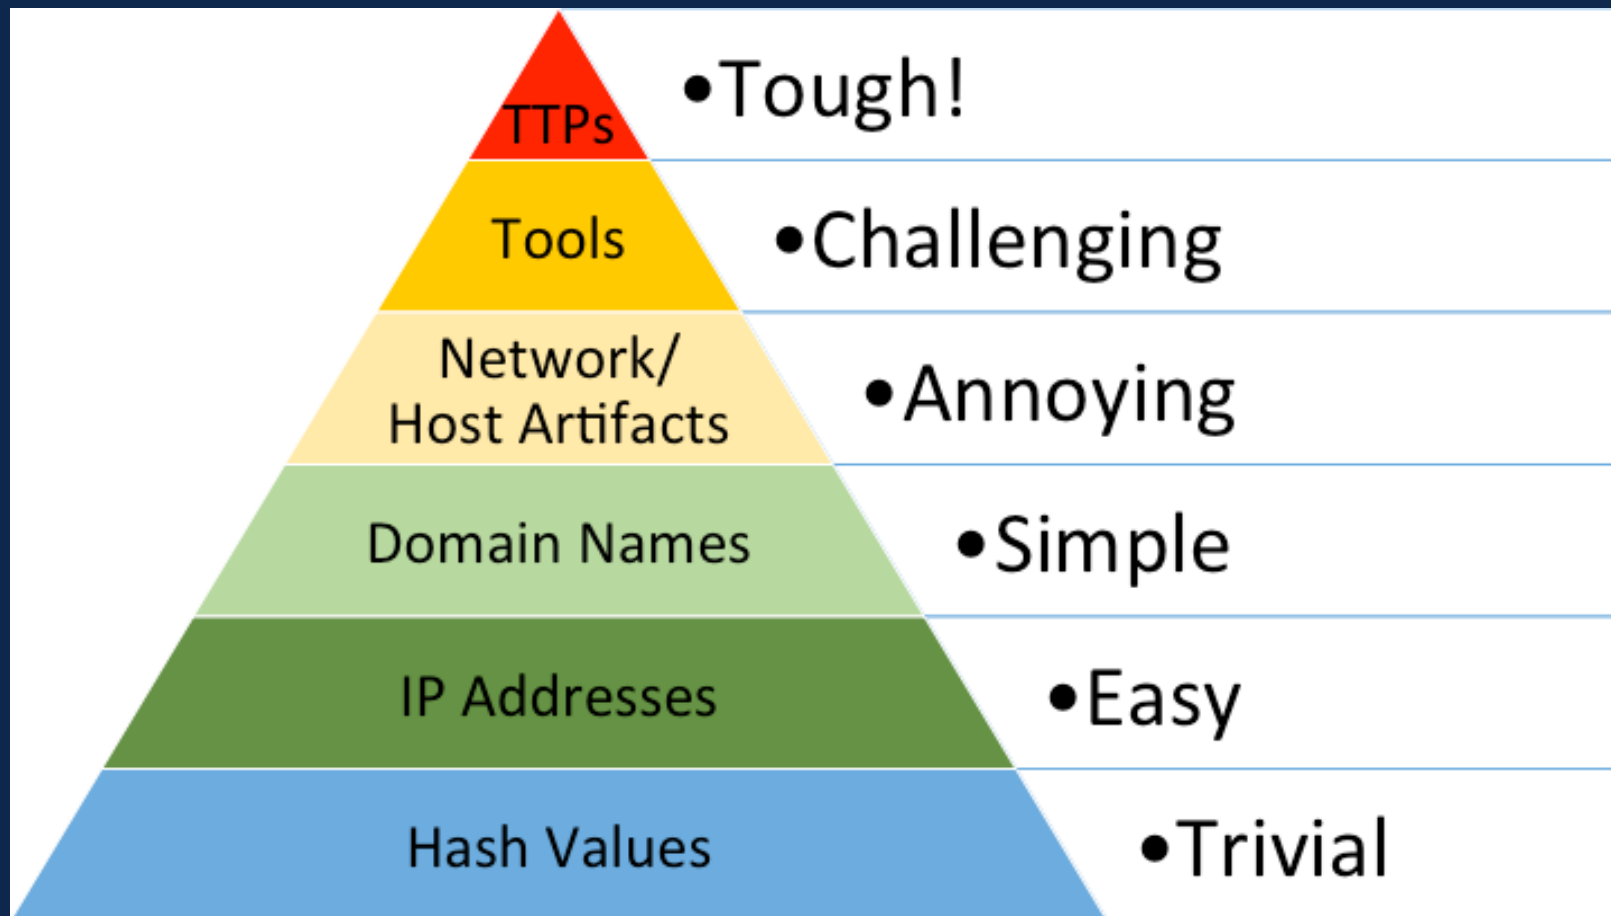 TTPs
•Tough!
Tools
•Challenging
Network/
Host Artifacts
•Annoying
Domain Names
•Simple
IP Addresses
•Easy
Hash Values
•Trivial